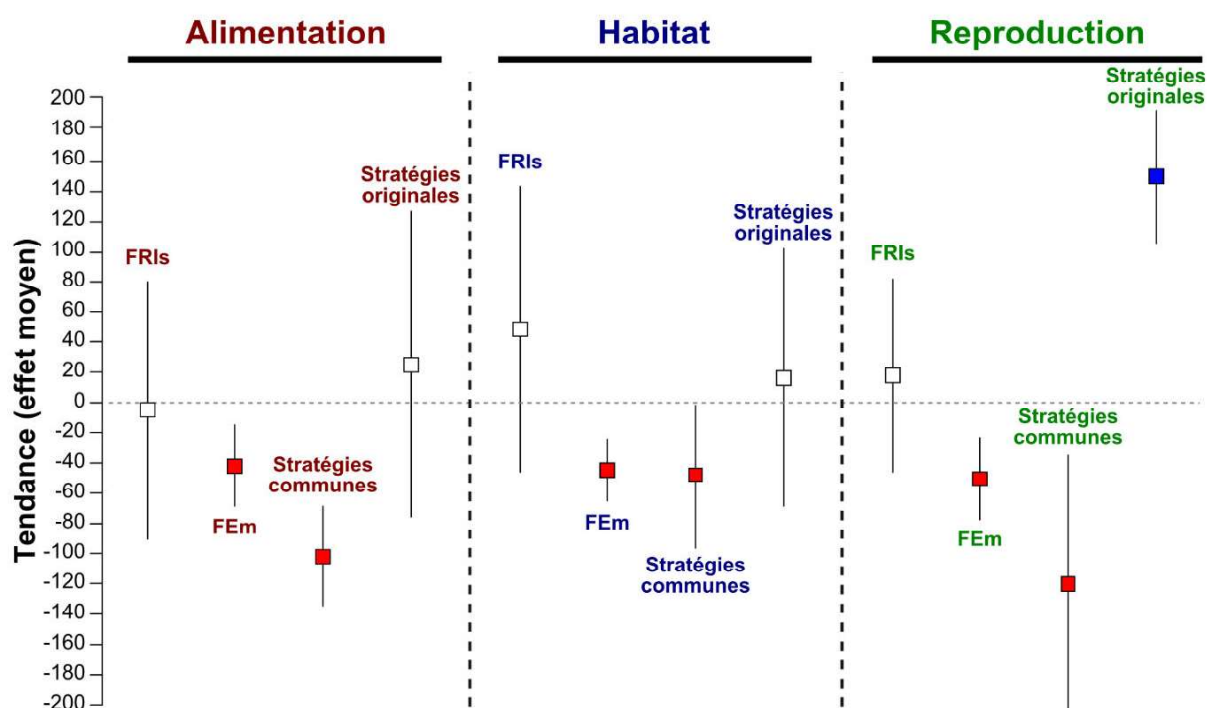 Alimentation
Habitat
Reproduction
Tendance (effet moyen)
200
180
160
140
120
100
80
60
40
20
0
-20
-40
-60
-80
-100
-120
-140
-160
-180
-200
FRIs
FEm
Stratégies
communes
Stratégies
originales
FRIs
FEm
Stratégies
communes
Stratégies
originales
FRIs
FEm
Stratégies
communes
Stratégies
originales